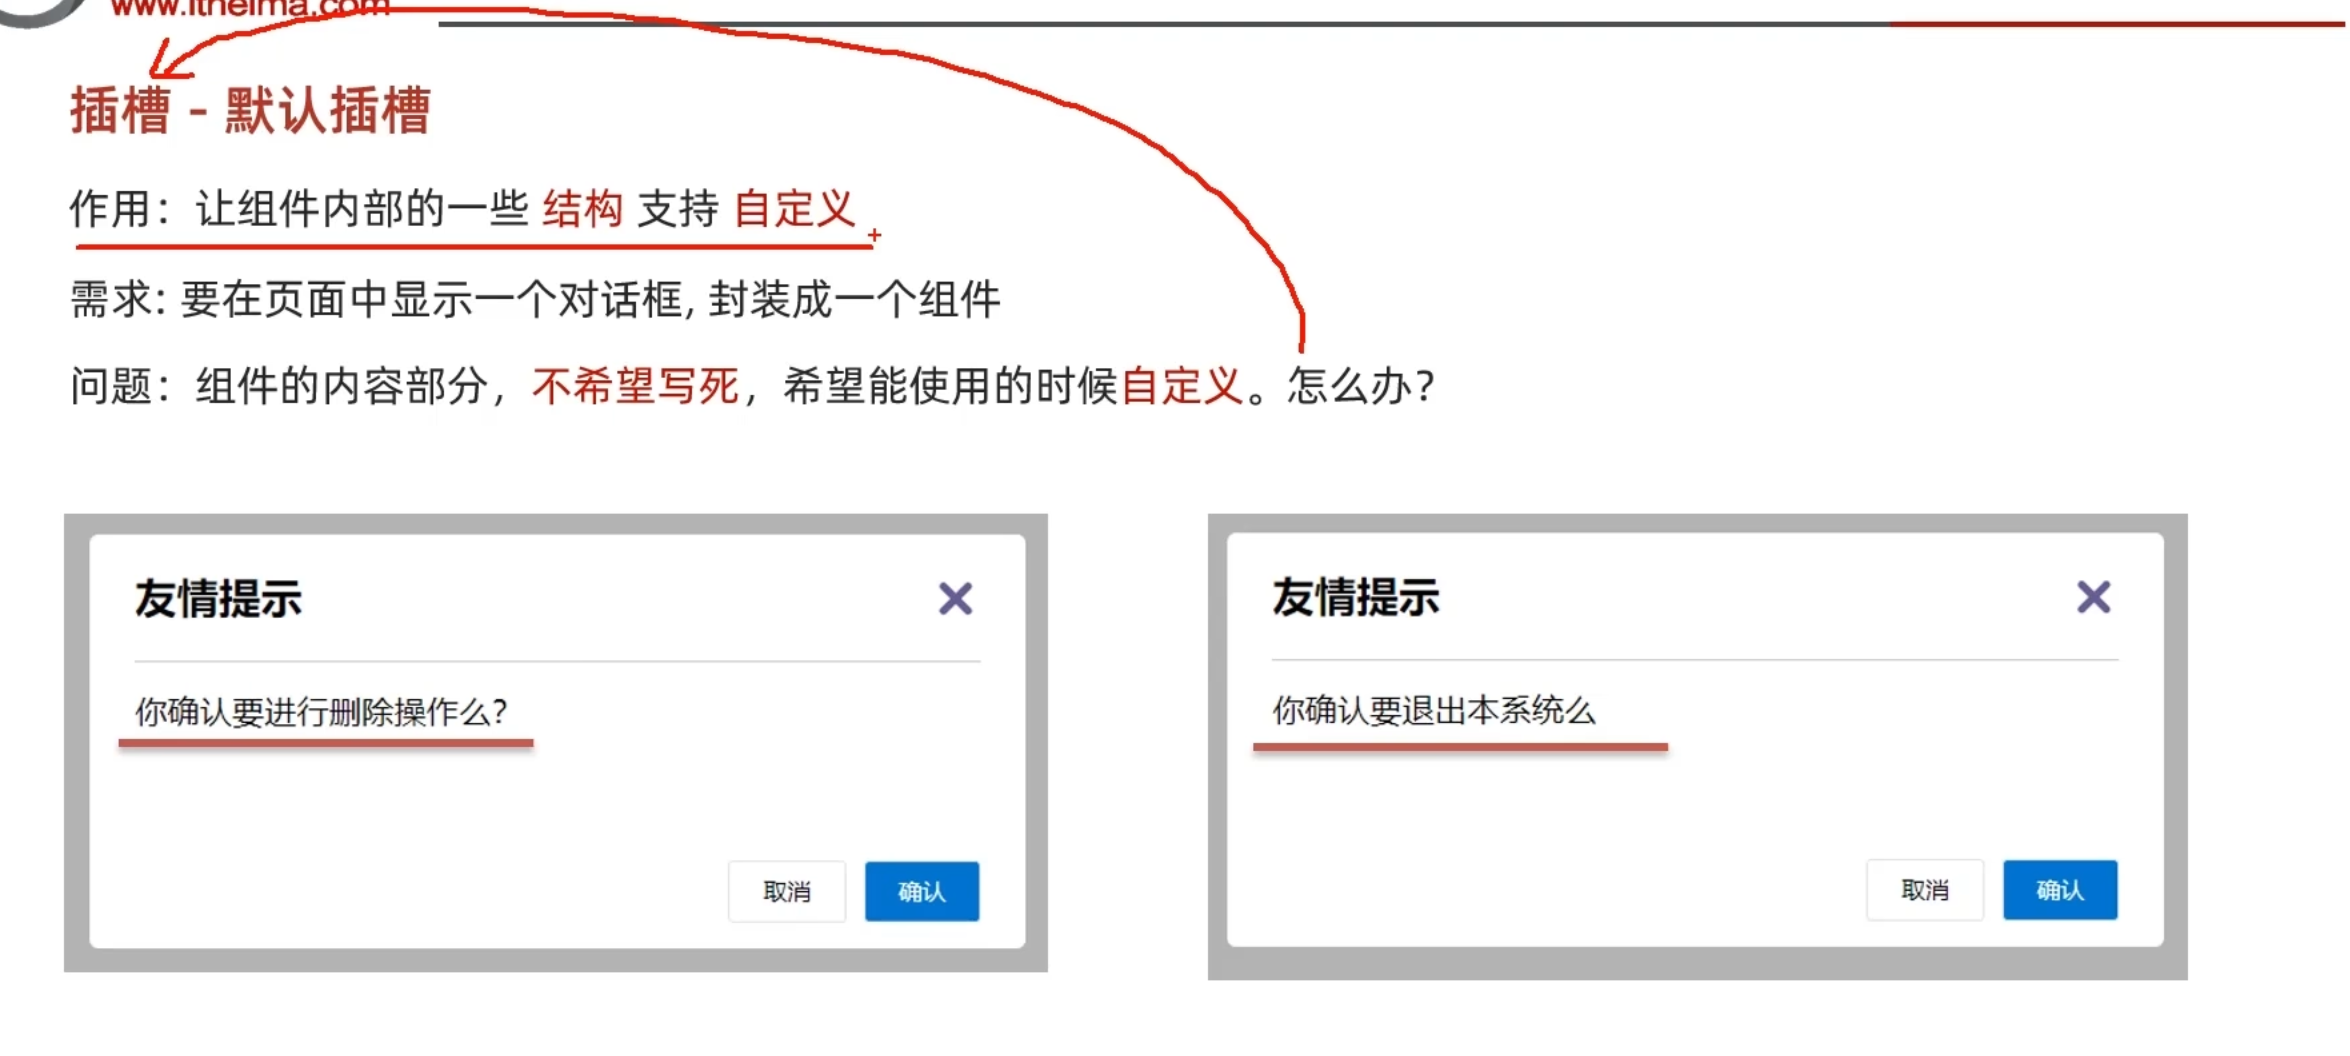 www.itheima.com
插槽 - 默认插槽
作用：让组件内部的一些 结构 支持 自定义
需求: 要在页面中显示一个对话框, 封装成一个组件
问题：组件的内容部分，不希望写死，希望能使用的时候自定义。怎么办?
友情提示
你确认要进行删除操作么?
取消 确认
友情提示
你确认要退出本系统么
取消 确认